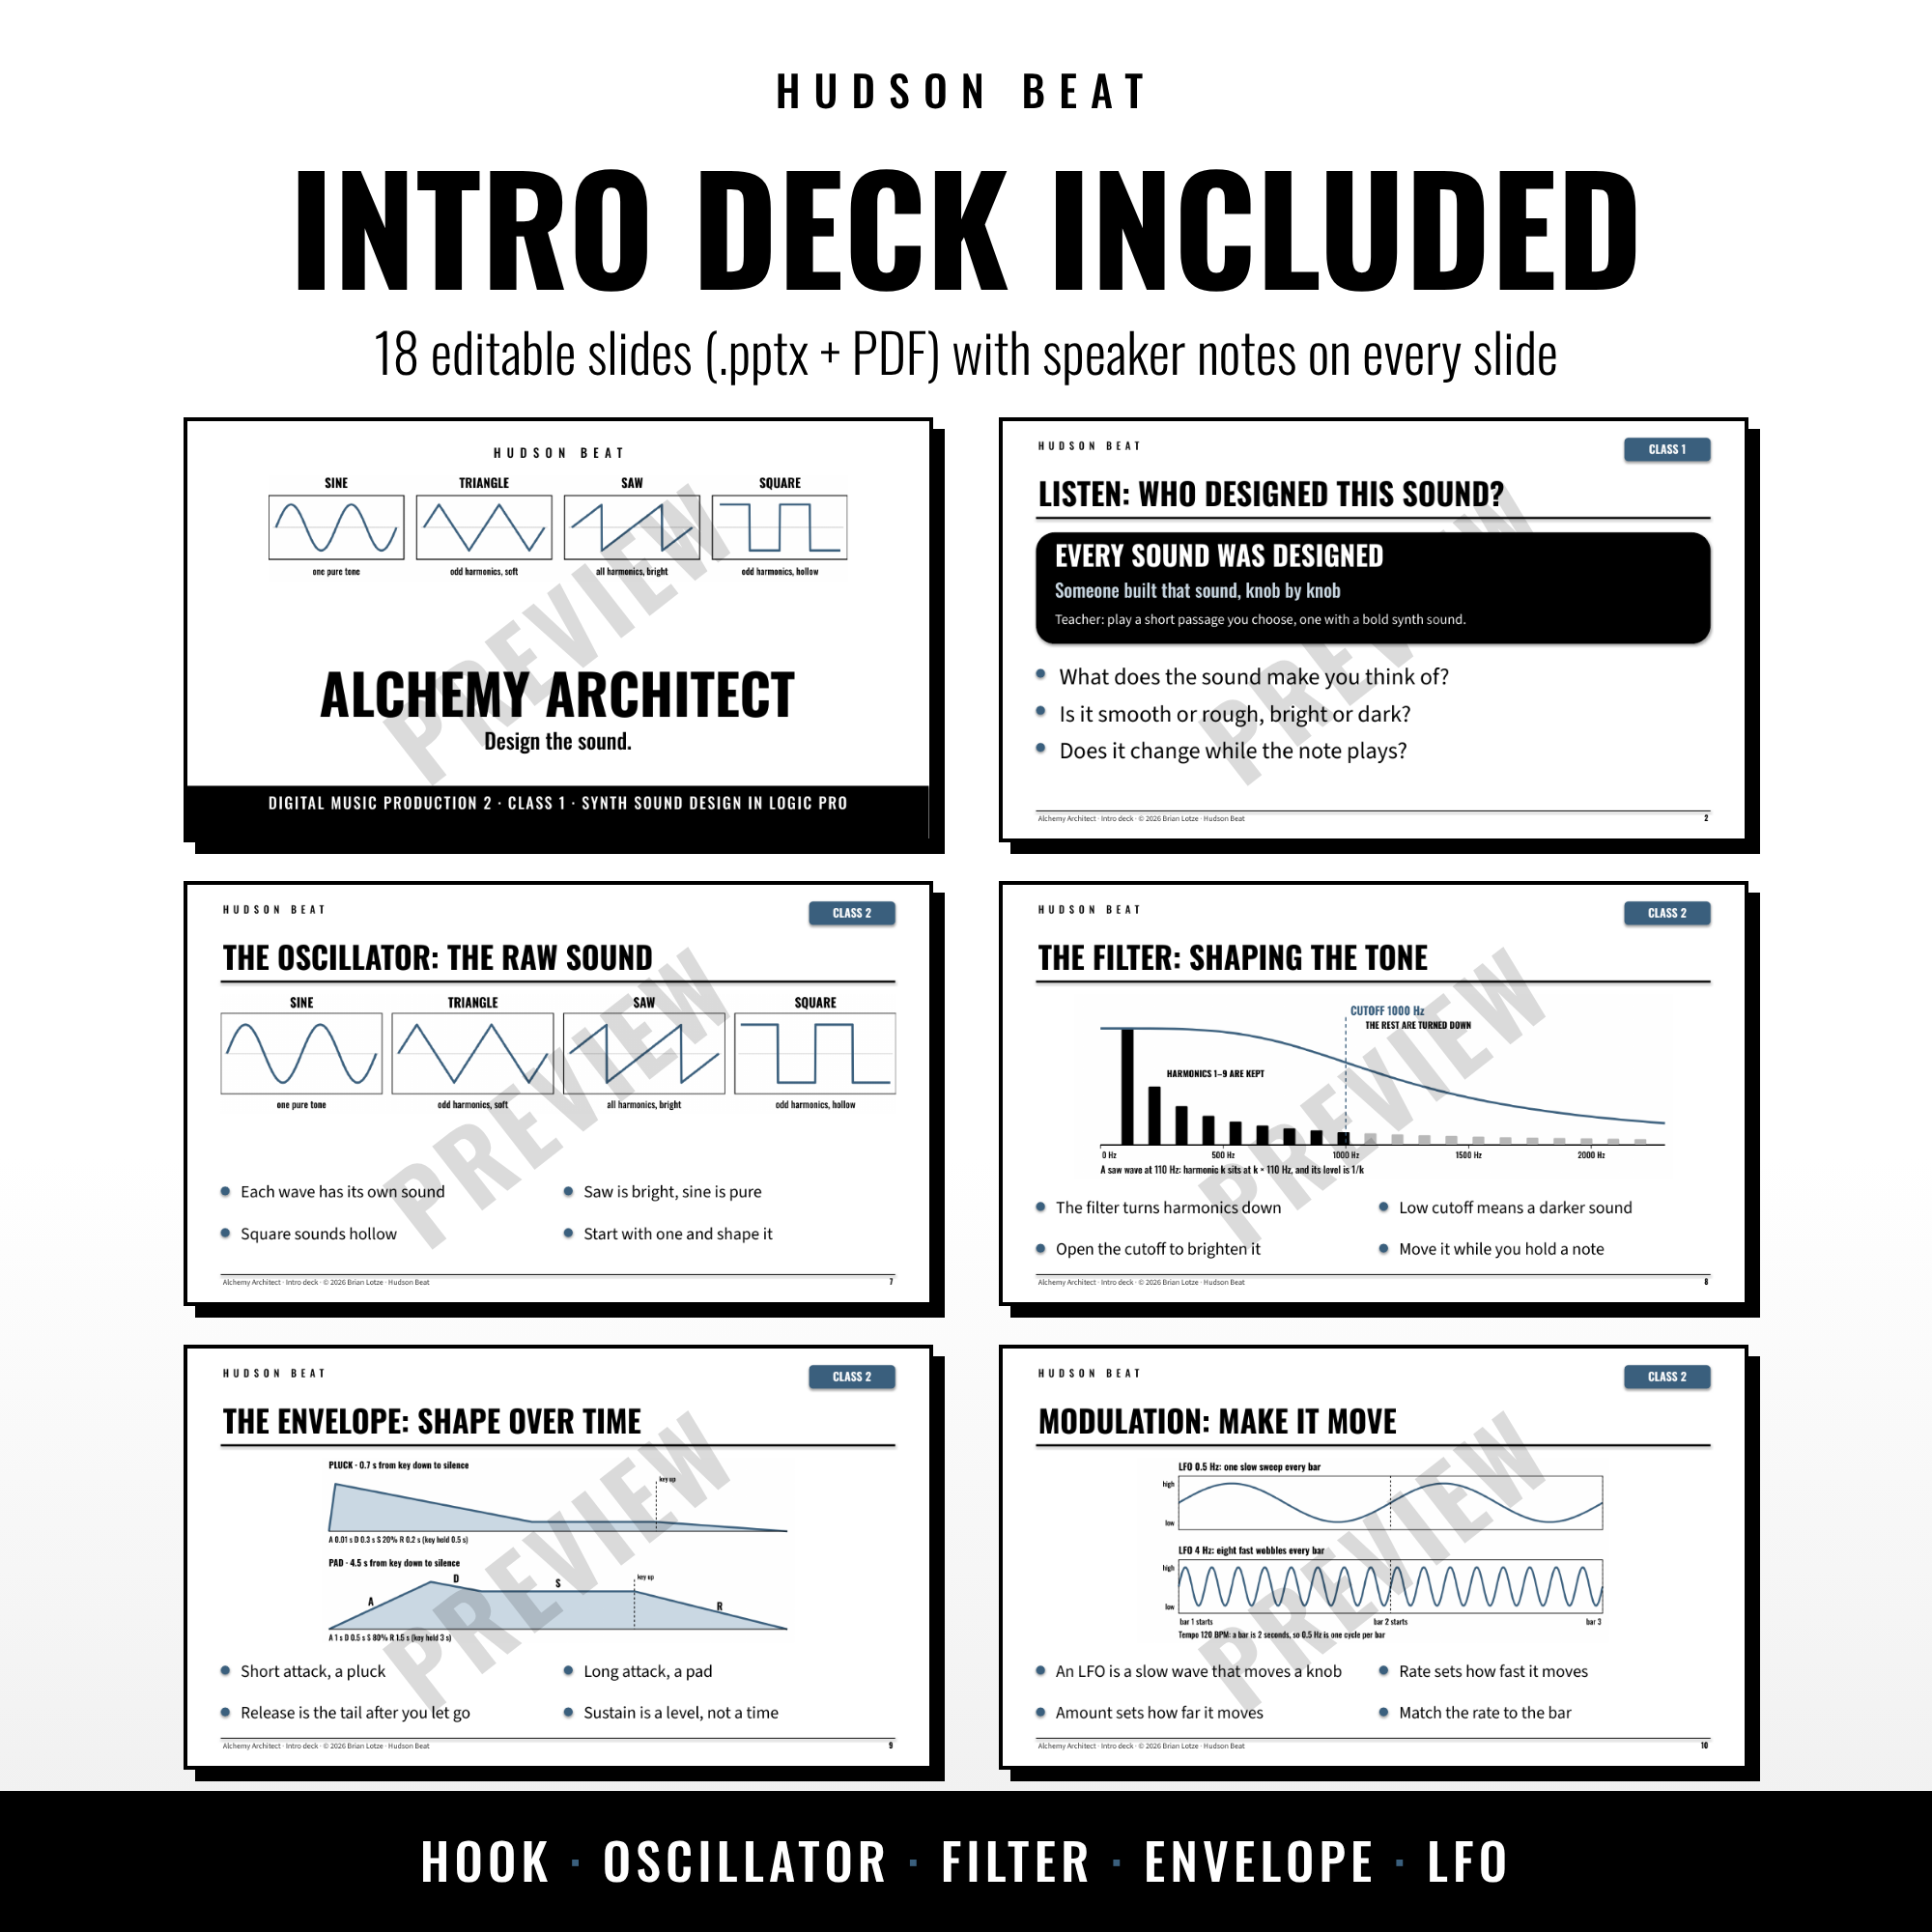 HUDSON BEAT
INTRO DECK INCLUDED
18 editable slides (.pptx + PDF) with speaker notes on every slide
HUDSON BEAT
SINE TRIANGLE SAW SQUARE
one pure tone odd harmonics, soft all harmonics, bright odd harmonics, hollow
PREVIEW
ALCHEMY ARCHITECT
Design the sound.
DIGITAL MUSIC PRODUCTION 2 · CLASS 1 · SYNTH SOUND DESIGN IN LOGIC PRO
HUDSON BEAT
CLASS 1
LISTEN: WHO DESIGNED THIS SOUND?
EVERY SOUND WAS DESIGNED
Someone built that sound, knob by knob
Teacher: play a short passage you choose, one with a bold synth sound.
PREVIEW
What does the sound make you think of?
Is it smooth or rough, bright or dark?
Does it change while the note plays?
Alchemy Architect · Intro deck · © 2026 Brian Lotze · Hudson Beat 2
HUDSON BEAT
CLASS 2
THE OSCILLATOR: THE RAW SOUND
SINE TRIANGLE SAW SQUARE
one pure tone odd harmonics, soft all harmonics, bright odd harmonics, hollow
PREVIEW
Each wave has its own sound Saw is bright, sine is pure
Square sounds hollow Start with one and shape it
Alchemy Architect · Intro deck · © 2026 Brian Lotze · Hudson Beat 7
HUDSON BEAT
CLASS 2
THE FILTER: SHAPING THE TONE
CUTOFF 1000 Hz
THE REST ARE TURNED DOWN
HARMONICS 1–9 ARE KEPT
PREVIEW
0 Hz 500 Hz 1000 Hz 1500 Hz 2000 Hz
A saw wave at 110 Hz: harmonic k sits at k × 110 Hz, and its level is 1/k
The filter turns harmonics down Low cutoff means a darker sound
Open the cutoff to brighten it Move it while you hold a note
Alchemy Architect · Intro deck · © 2026 Brian Lotze · Hudson Beat 8
HUDSON BEAT
CLASS 2
THE ENVELOPE: SHAPE OVER TIME
PLUCK · 0.7 s from key down to silence
key up
A 0.01 s D 0.3 s S 20% R 0.2 s (key held 0.5 s)
PAD · 4.5 s from key down to silence
key up
A D S R
A 1 s D 0.5 s S 80% R 1.5 s (key held 3 s)
PREVIEW
Short attack, a pluck Long attack, a pad
Release is the tail after you let go Sustain is a level, not a time
Alchemy Architect · Intro deck · © 2026 Brian Lotze · Hudson Beat 9
HUDSON BEAT
CLASS 2
MODULATION: MAKE IT MOVE
LFO 0.5 Hz: one slow sweep every bar
high
low
LFO 4 Hz: eight fast wobbles every bar
high
low
bar 1 starts bar 2 starts bar 3
Tempo 120 BPM: a bar is 2 seconds, so 0.5 Hz is one cycle per bar
PREVIEW
An LFO is a slow wave that moves a knob Rate sets how fast it moves
Amount sets how far it moves Match the rate to the bar
Alchemy Architect · Intro deck · © 2026 Brian Lotze · Hudson Beat 10
HOOK · OSCILLATOR · FILTER · ENVELOPE · LFO